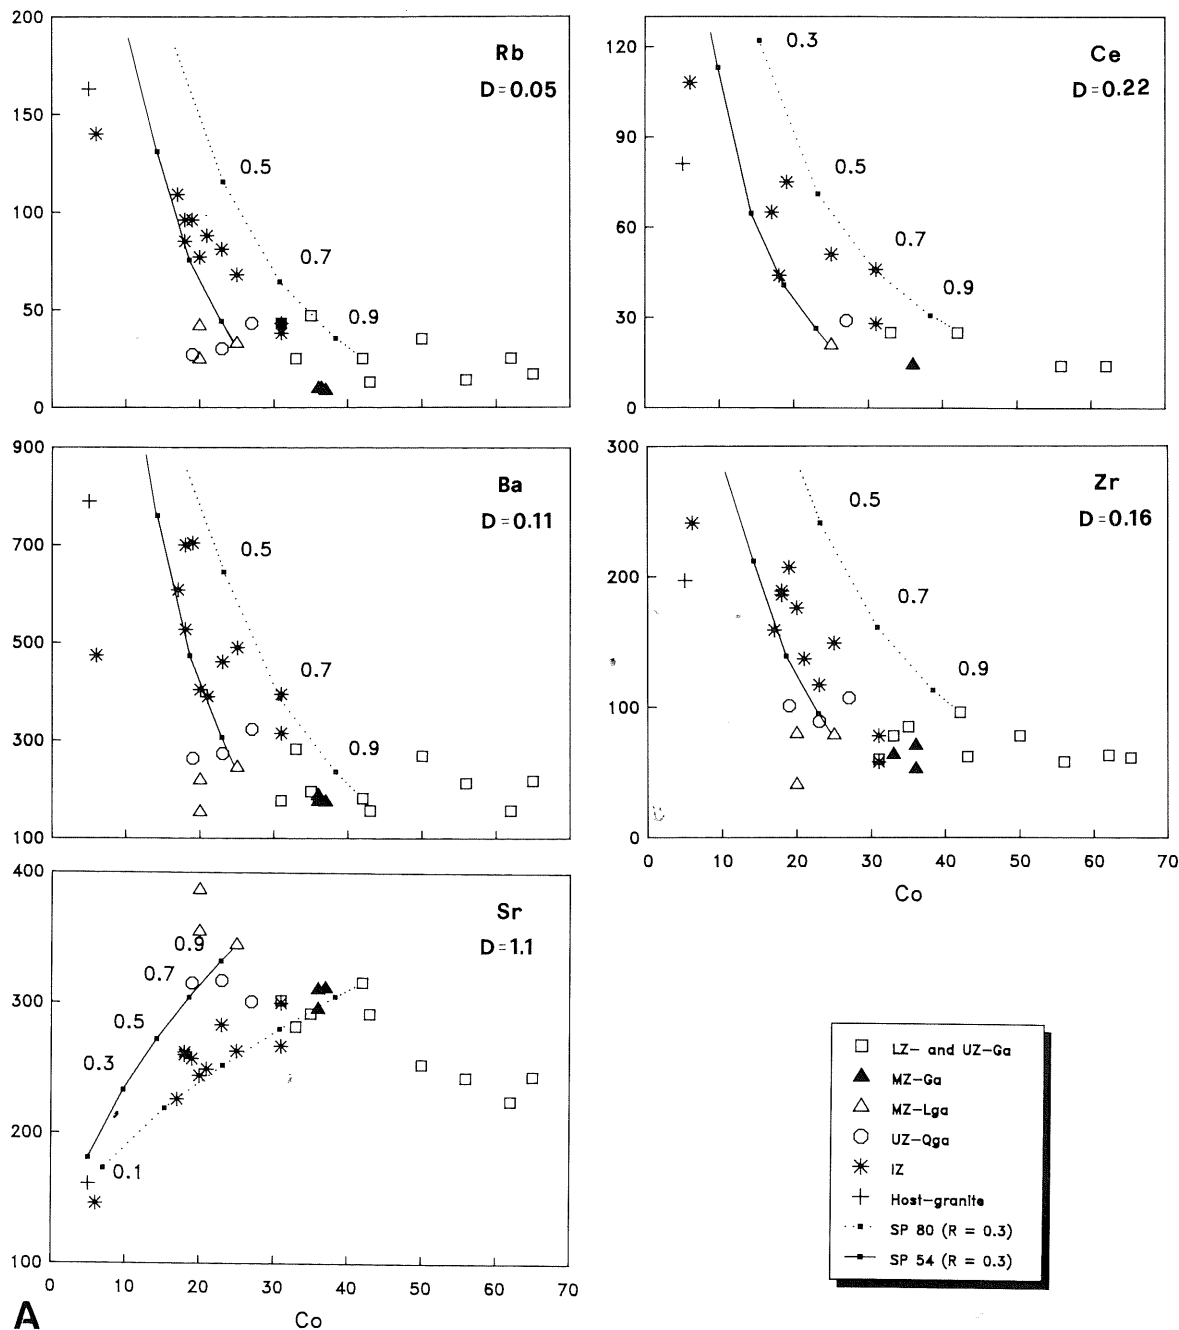 200
150
100
50
0
Rb
D=0.05
0.5
0.7
0.9
120
90
60
30
0
Ce
D=0.22
0.3
0.5
0.7
0.9
900
700
500
300
100
Ba
D=0.11
0.5
0.7
0.9
300
200
100
0
Zr
D=0.16
0.5
0.7
0.9
0 10 20 30 40 50 60 70
Co
400
300
200
100
Sr
D=1.1
0.9
0.7
0.5
0.3
0.1
0 10 20 30 40 50 60 70
Co
LZ- and UZ-Ga
MZ-Ga
MZ-Lga
UZ-Qga
IZ
Host-granite
SP 80 (R = 0.3)
SP 54 (R = 0.3)
A